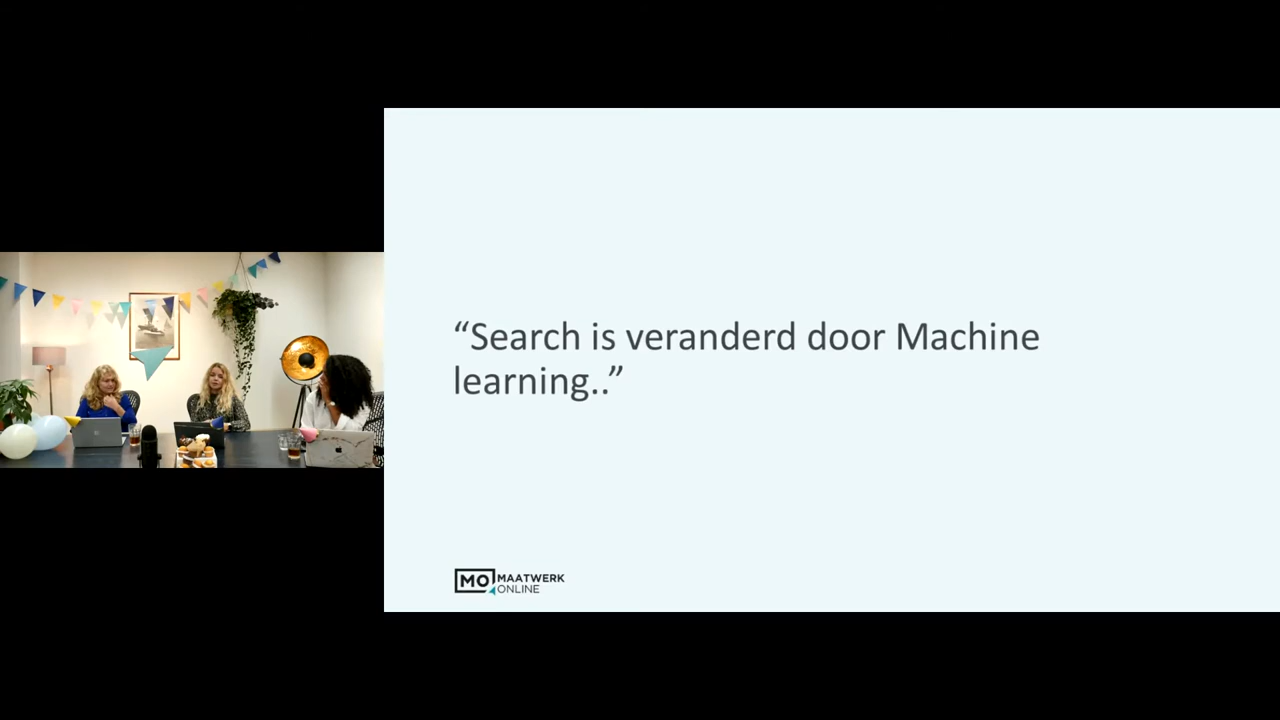 “Search is veranderd door Machine
learning..”
MO MAATWERK
ONLINE